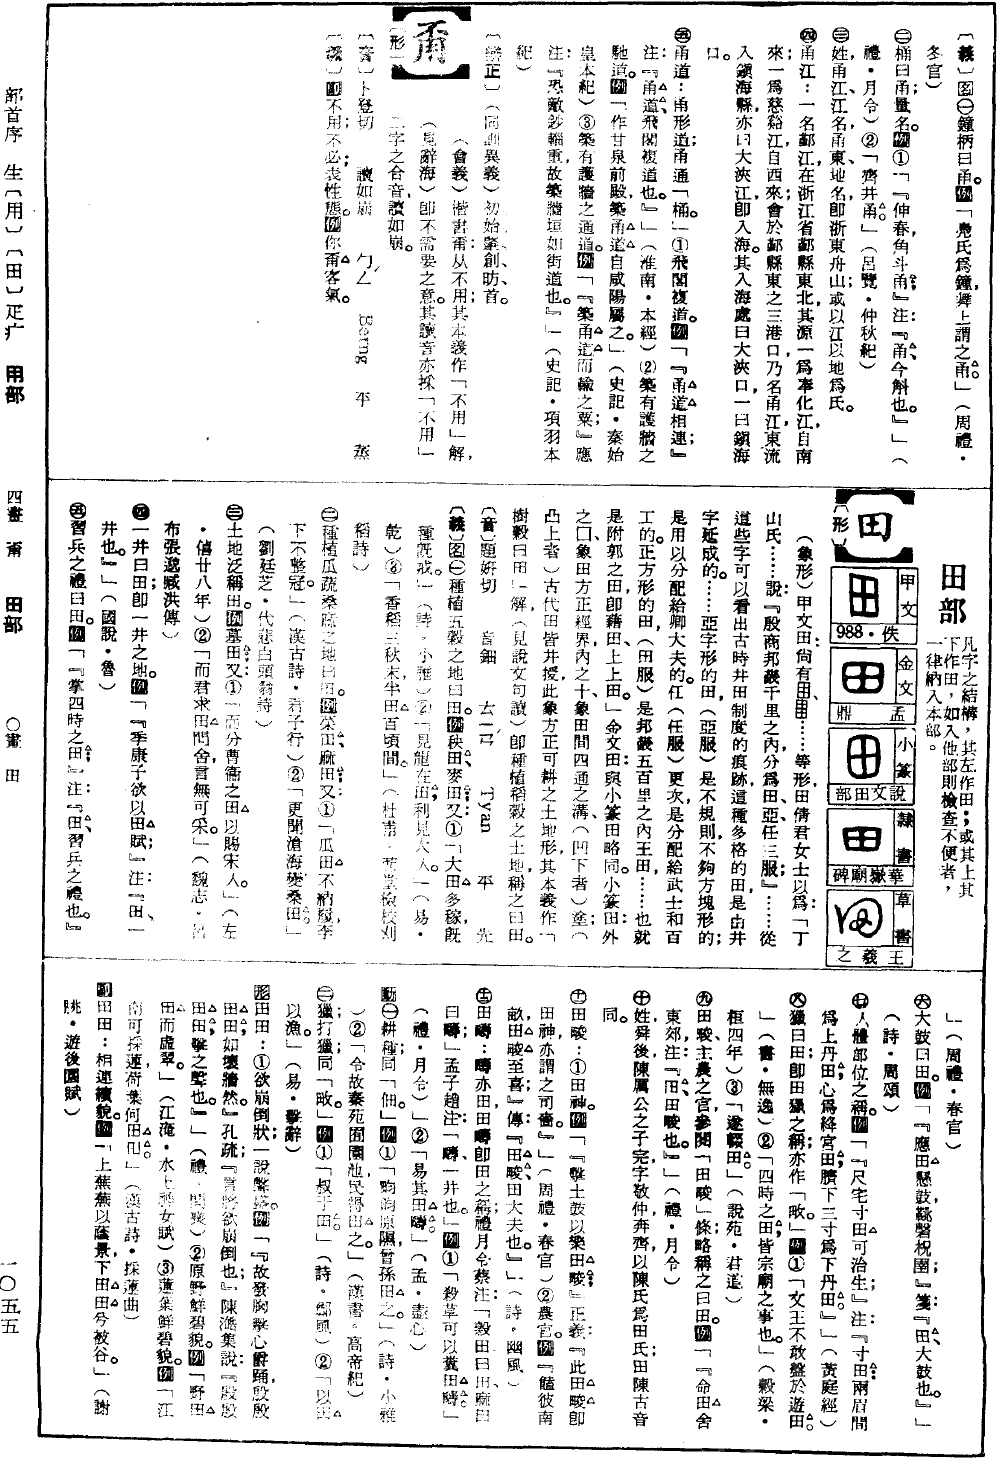 〔義〕名㊀鐘柄曰甬。例「鳧氏爲鐘，舞上謂之甬。」（周禮・
冬官）
㊁桶曰甬；量名。例①「『仲春角斗甬』注：『甬、今斛也。』」（
禮・月令）②「齊升甬」（呂覽・仲秋紀）
㊂姓，甬江，江名，甬東、地名，卽浙東舟山；或以江以地爲氏。
㊃甬江：一名鄞江，在浙江省鄞縣東北；其源一爲奉化江，自南
來；一爲慈谿江，自西來，會於鄞縣東之三港口，乃名甬江，東流
入鎭海縣，亦曰大浹江，卽入海。其入海處曰大浹口，一曰鎭海
口。
㊄甬道：甬形道；甬通「桶。」①飛閣複道。例「『甬道相連』
注：『甬道，飛閣複道也。』」（淮南・本經）②築有護牆之
馳道。例「作甘泉前殿，築甬道，自咸陽屬之。」（史記・秦始
皇本紀）③築有護牆之通道。例「『築甬道而輸之粟』應
注：『恐敵鈔輜重，故築牆垣如街道也。』」（史記・項羽本
紀）
〔辨正〕（同訓異義）初始肇創昉首。
甭
〔形〕
（會義）楷書甭从不用，其本義作「不用」解，
（見辭海）卽不需要之意。其讀音亦採「不用」
二字之合音，讀如崩。
〔音〕卜登切　讀如崩　ㄅㄥˊ　Berng　平　蒸
〔義〕副不用；不必；表性態。例你甭客氣。
田部
凡字之結構，其左作田；或其上其
下作田，如入他部則檢查不便者，
一律納入本部。
田
〔形〕
甲文
988・佚
金文
鼎盂
小篆
部田文說
隸書
碑廟嶽華
草書
之羲王
（象形）甲文田尙有
等形，田倩君女士以爲：「丁
山氏……說：『殷商邦畿千里之內，分爲田、亞、任三服；』……從
這些字可以看出古時井田制度的痕跡，這種多格的田，是由井
字延成的。……亞字形的田，（亞服）是不規則、不夠方塊形的；
是用以分配給卿大夫的。任（任服）更次，是分配給武士和百
工的。正方形的田，（田服）是邦畿五百里之內王田，……也就
是附郭之田，卽藉田、上上田。」金文田：與小篆田略同。小篆田：外
之囗，象田方正經界，內之十，象田間四通之溝（凹下者）塗；（
凸上者）古代田皆井授，此象方正可耕之土地形，其本義作「
樹穀曰田」解，（見說文句讀）卽種植稻穀之土地稱之曰田。
〔音〕題妍切　音鈿　ㄊㄧㄢˊ　Tyan　平　先
〔義〕名㊀種植五穀之地曰田。例秧田、麥田。又：①「大田多稼，旣
種旣戒」（詩・小雅）②「見龍在田，利見大人。」（易・
乾）③「香稻三秋末，平田百頃間」（杜甫・茅堂檢校刈
稻詩）
㊁種植瓜蔬桑麻之地曰田。例菜田、麻田。又：①「瓜田不納履，李
下不整冠。」（漢古詩・君子行）②「更聞滄海變桑田」
（劉廷芝・代悲白頭翁詩）
㊂土地泛稱田。例墓田。又：①「而分曹衞之田以賜宋人。」（左
・僖廿八年）②「而君求田問舍，言無可采。」（魏志・呂
布張邈臧洪傳）
㊃一井曰田；卽一井之地。例「『季康子欲以田賦；』注：『田、一
井也。』」（國說・魯）
㊄習兵之禮曰田。例「『掌四時之田』注：『田、習兵之禮也。』
」（周禮・春官）
㊅大鼓曰田。例「『應田懸鼓，鞉磬柷圉』箋：『田、大鼓也。』」
（詩・周頌）
㊆人體部位之稱。例「『尺宅寸田可治生；』注：『寸田，兩眉間
爲上丹田，心爲絳宮田，臍下三寸爲下丹田。』」（黃庭經）
㊇獵曰田；卽田獵之稱，亦作「畋。」例①「文王不敢盤於遊田。
」（書・無逸）②「四時之田，皆宗廟之事也。」（穀梁・
桓四年）③「遂輟田。」（說苑・君道）
㊈田畯：主農之官，參閱「田畯」條，略稱之曰田。例「『命田舍
東郊』注：『田、田畯也。』」（禮・月令）
㊉姓，舜後，陳厲公之子完，字敬仲，奔齊，以陳氏爲田氏，田陳古音
同。
⑪田畯：①田神。例「『擊土鼓以樂田畯』正義：『此田畯卽
田神，亦謂之司嗇。』」（周禮・春官）②農官。例「『饁彼南
畝，田畯至喜』傳：『田畯，田大夫也。』」（詩・豳風）
⑫田疇：疇亦田；田疇卽田之稱；禮月令蔡注：「穀田曰田，麻田
曰疇；」孟子趙注：「疇、一井也。」例①「殺草可以糞田疇；」
（禮・月令）②「易其田疇」（孟・盡心）
動㊀耕種；同「佃。」例①「畇畇原隰，曾孫田之。」（詩・小雅
）②「令故秦苑囿園池，民得田之」（漢書・高帝紀）
㊁獵；打獵；同「畋。」例①「叔于田」（詩・鄭風）②「以田
以漁。」（易・繫辭）
形田田：①欲崩倒狀；一說聲盛。例「『故發胸擊心爵踊，殷殷
田田，如壞牆然』孔疏『言將欲崩倒也』陳澔集說：『殷殷
田田，擊之聲也』」（禮・問喪）②原野鮮碧貌。例「野田
田而虛翠。」（江淹・水上神女賦）③蓮葉鮮碧貌。例「江
南可採蓮，荷葉何田田。」（漢古詩・採蓮曲）
副田田：相連續貌。例「上蕪蕪以蔭景，下田田兮被谷。」（謝
朓・遊後園賦）
部首序　生〔用〕〔田〕疋疒　用部　四畫　甭　田部　○畫　田　一〇五五